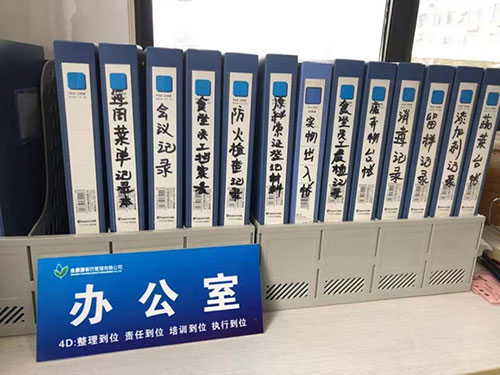 每周菜单记录本
会议记录
食堂员工档案表
防火检查记录
原料索证登记材料
实物出入帐
食堂员工晨检记录
库存物台帐
消毒记录
留样记录
添加剂记录
蔬菜台帐
办公室
4D:整理到位 责任到位 培训到位 执行到位